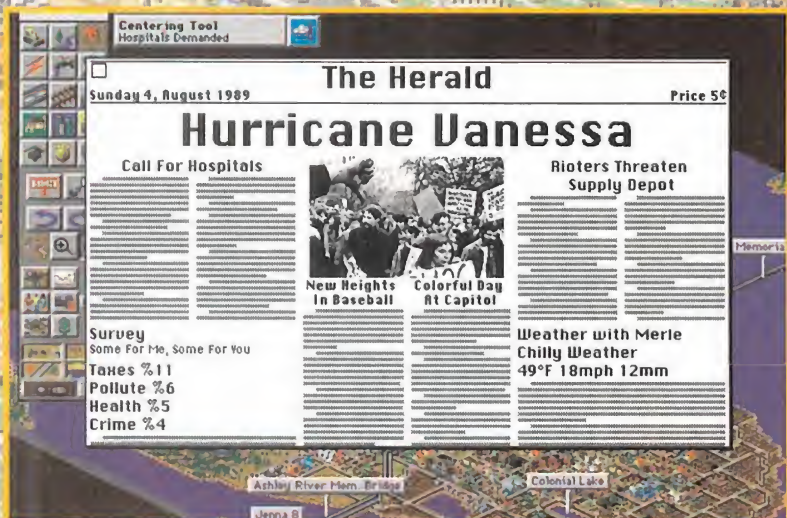 Centering Tool
Hospitals Demanded
The Herald
Sunday 4, August 1989
Price 5¢
Hurricane Vanessa
Call For Hospitals
Rioters Threaten
Supply Depot
New Heights
In Baseball
Colorful Day
At Capitol
Survey
Some For Me, Some For You
Taxes %11
Pollute %6
Health %5
Crime %4
Weather with Merle
Chilly Weather
49°F 18mph 12mm
Memoria
Ashley River Mem. Bridge
Colonial Lake
Jenna B